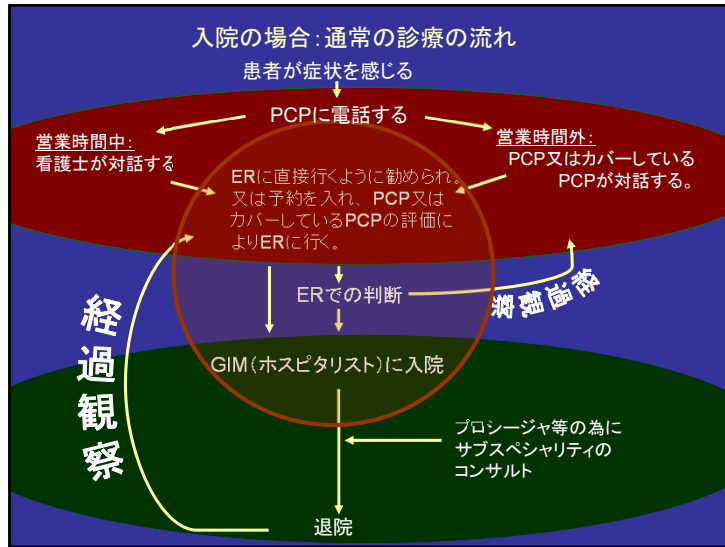 入院の場合：通常の診療の流れ
患者が症状を感じる
PCPに電話する
営業時間中：
看護士が対話する
営業時間外：
PCP又はカバーしている
PCPが対話する。
ERに直接行くように勧められ。
又は予約を入れ、PCP又は
カバーしているPCPの評価に
よりERに行く。
ERでの判断
経過観察
経過観察
GIM（ホスピタリスト）に入院
プロシージャ等の為に
サブスペシャリティの
コンサルト
退院